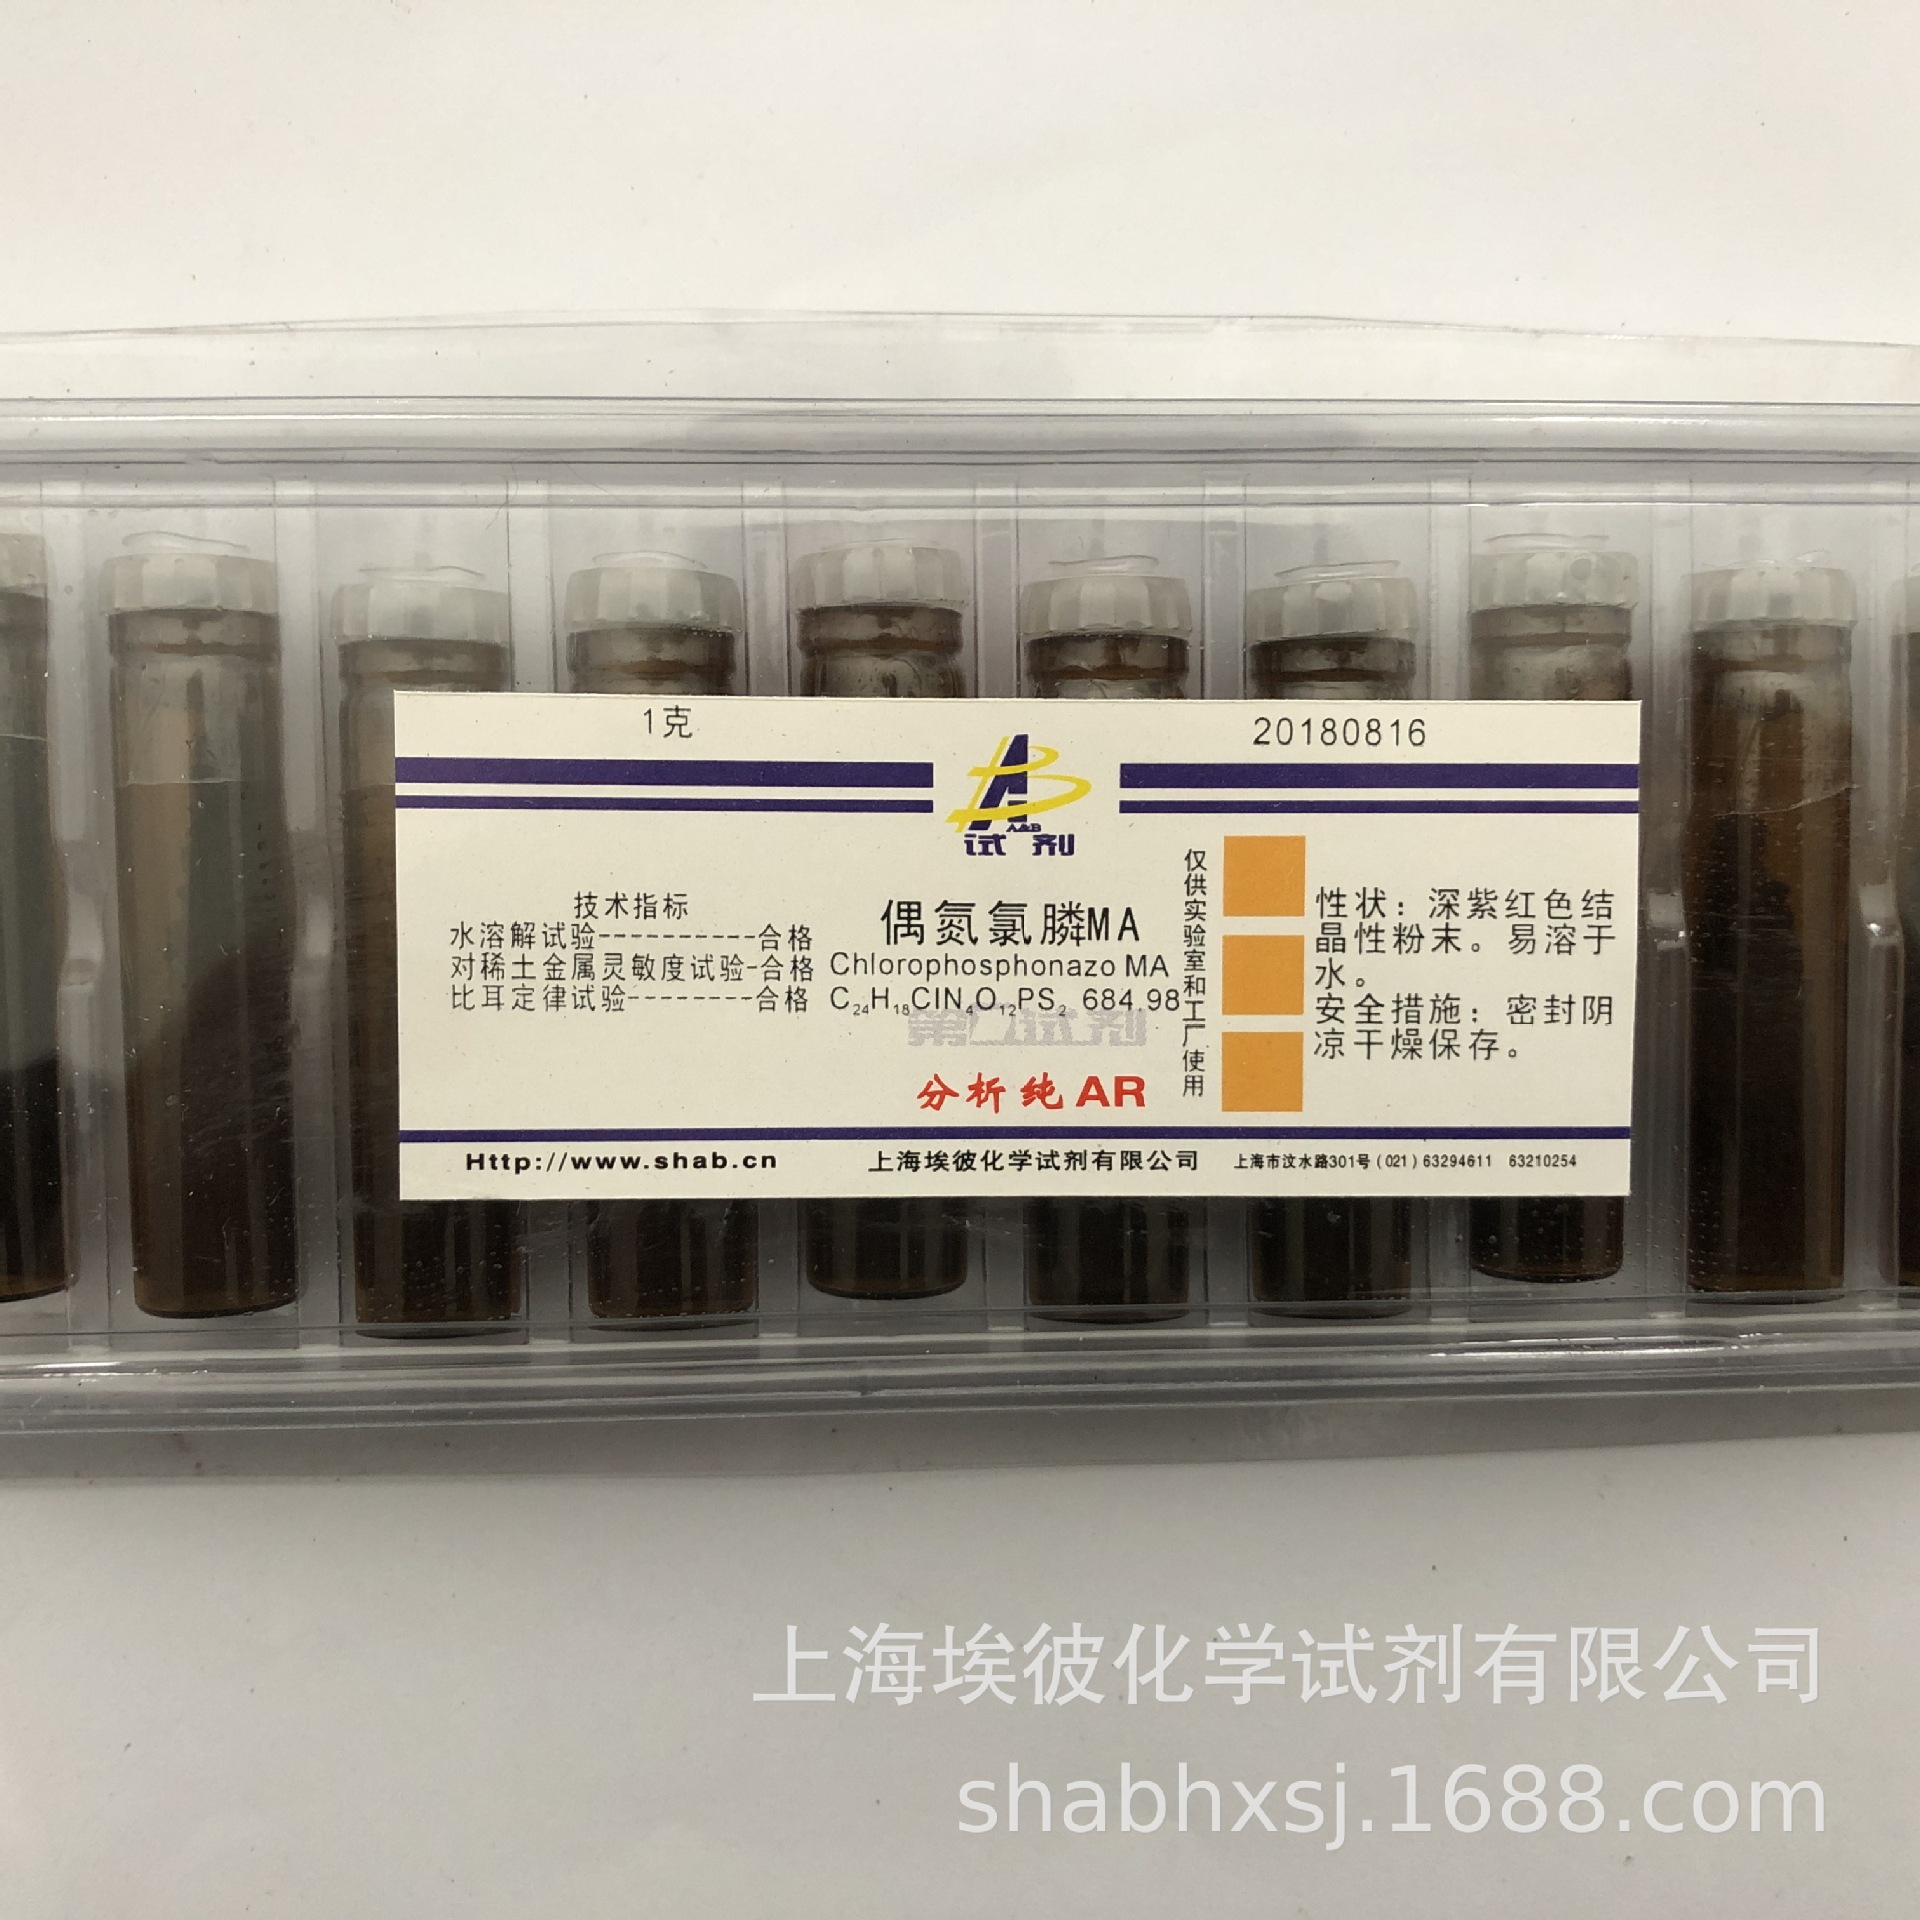 1克
20180816
A&B
试剂
技术指标
水溶解试验----------合格
对稀土金属灵敏度试验-合格
比耳定律试验--------合格
偶氮氯膦MA
Chlorophosphonazo MA
C₂₄H₁₈ClN₄O₁₂PS₂ 684.98
分析纯AR
仅供实验室和工厂使用
性状：深紫红色结
晶性粉末。易溶于
水。
安全措施：密封阴
凉干燥保存。
Http://www.shab.cn
上海埃彼化学试剂有限公司
上海市汶水路301号(021)63294611 63210254
上海埃彼化学试剂有限公司
shabhxsj.1688.com